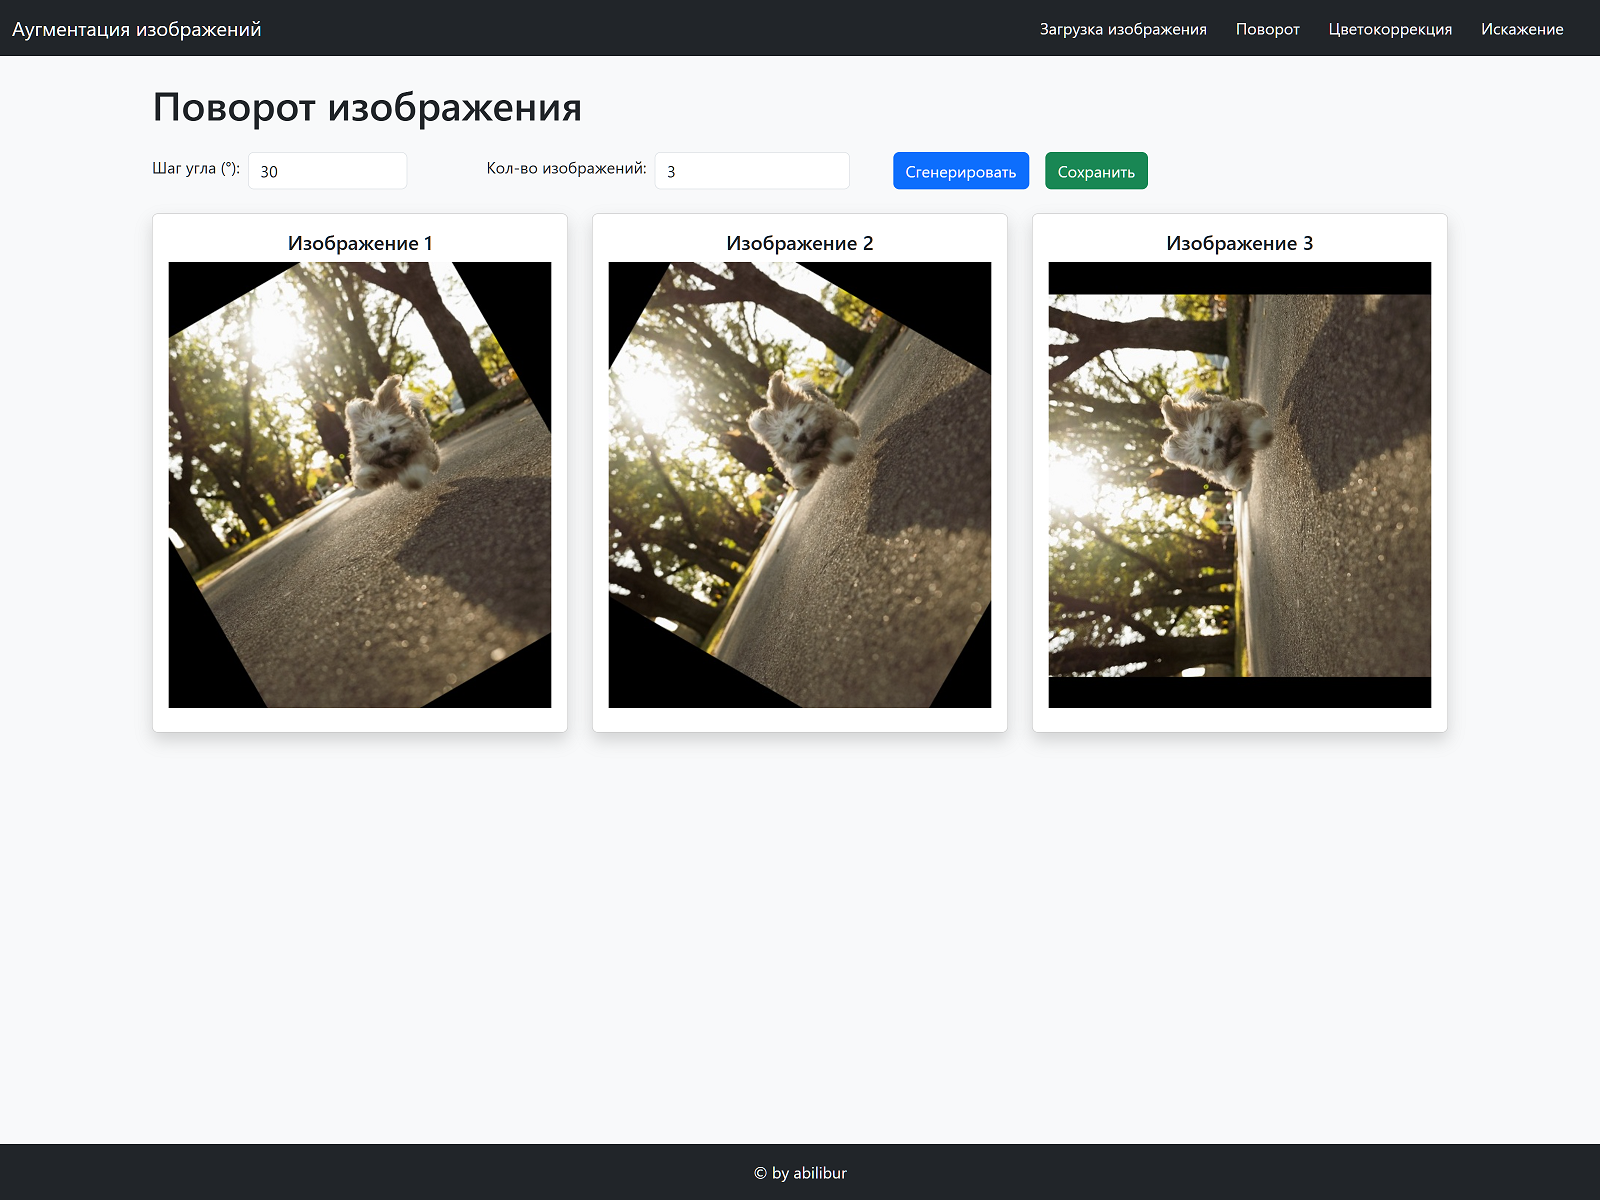 Аугментация изображений
Загрузка изображения
Поворот
Цветокоррекция
Искажение
Поворот изображения
Шаг угла (°): 30
Кол-во изображений: 3
Сгенерировать
Сохранить
Изображение 1
Изображение 2
Изображение 3
© by abilibur